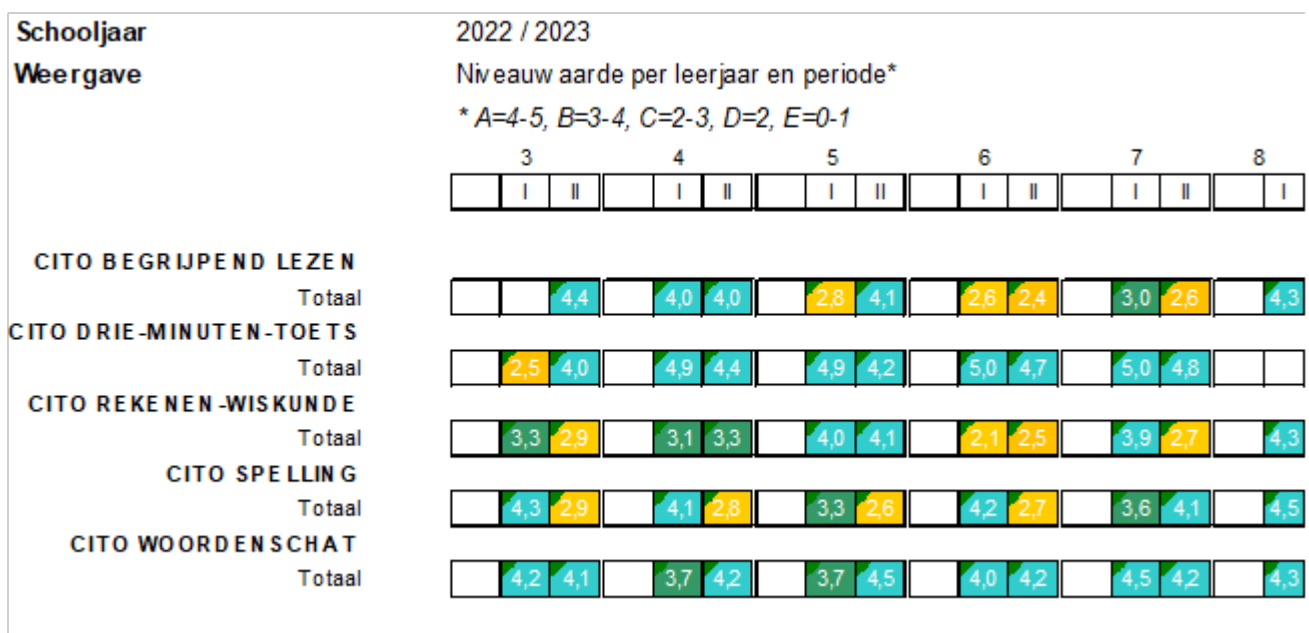 Schooljaar 2022 / 2023
Weergave Niveauwaarde per leerjaar en periode*
* A=4-5, B=3-4, C=2-3, D=2, E=0-1
3 4 5 6 7 8
I II I II I II I II I II I
CITO BEGRIJPEND LEZEN
Totaal 4,4 4,0 4,0 2,8 4,1 2,6 2,4 3,0 2,6 4,3
CITO DRIE-MINUTEN-TOETS
Totaal 2,5 4,0 4,9 4,4 4,9 4,2 5,0 4,7 5,0 4,8
CITO REKENEN-WISKUNDE
Totaal 3,3 2,9 3,1 3,3 4,0 4,1 2,1 2,5 3,9 2,7 4,3
CITO SPELLING
Totaal 4,3 2,9 4,1 2,8 3,3 2,6 4,2 2,7 3,6 4,1 4,5
CITO WOORDENSCHAT
Totaal 4,2 4,1 3,7 4,2 3,7 4,5 4,0 4,2 4,5 4,2 4,3